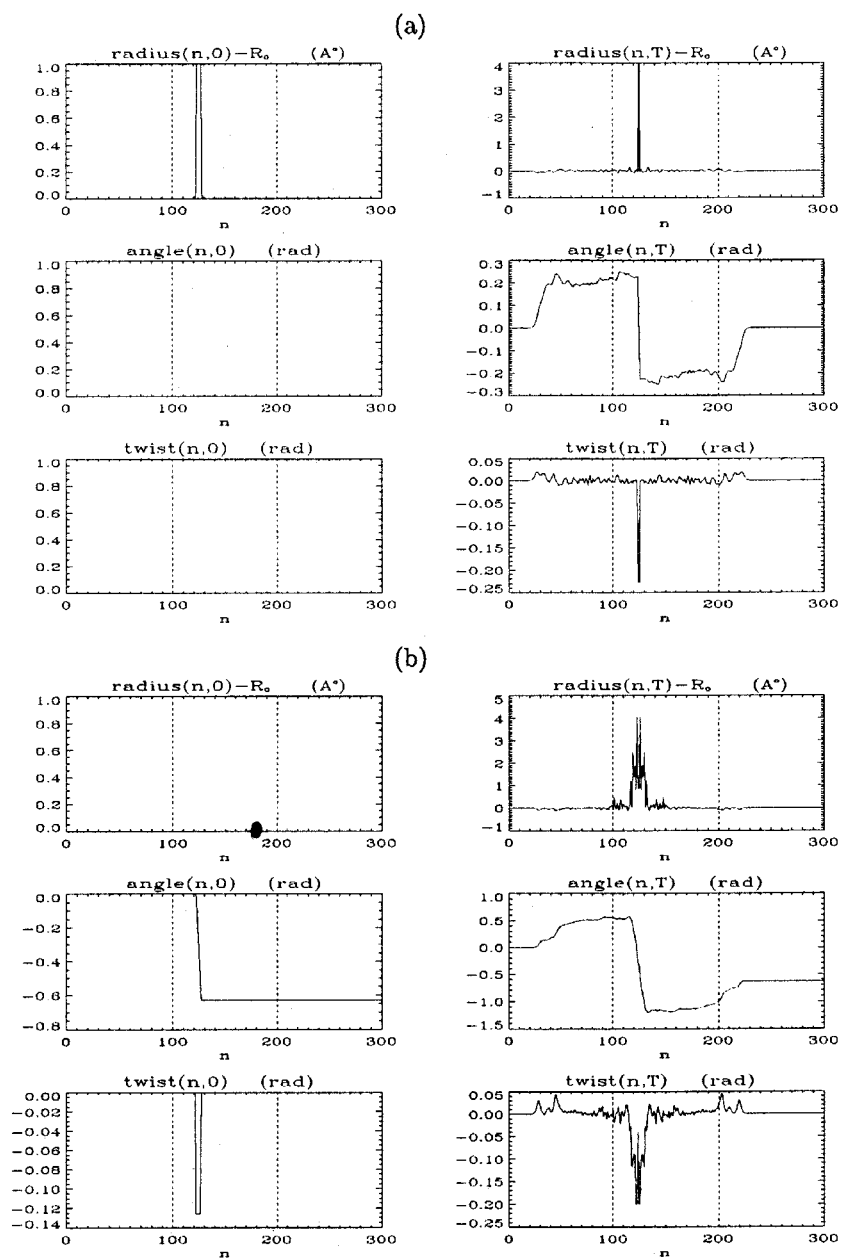 (a)
radius(n,0)−R₀ (A°)
1.0
0.8
0.6
0.4
0.2
0.0
0 100 200 300
n
radius(n,T)−R₀ (A°)
4
3
2
1
0
−1
0 100 200 300
n
angle(n,0) (rad)
1.0
0.8
0.6
0.4
0.2
0.0
0 100 200 300
n
angle(n,T) (rad)
0.3
0.2
0.1
0.0
−0.1
−0.2
−0.3
0 100 200 300
n
twist(n,0) (rad)
1.0
0.8
0.6
0.4
0.2
0.0
0 100 200 300
n
twist(n,T) (rad)
0.05
0.00
−0.05
−0.10
−0.15
−0.20
−0.25
0 100 200 300
n
(b)
radius(n,0)−R₀ (A°)
1.0
0.8
0.6
0.4
0.2
0.0
0 100 200 300
n
radius(n,T)−R₀ (A°)
5
4
3
2
1
0
−1
0 100 200 300
n
angle(n,0) (rad)
0.0
−0.2
−0.4
−0.6
−0.8
0 100 200 300
n
angle(n,T) (rad)
1.0
0.5
0.0
−0.5
−1.0
−1.5
0 100 200 300
n
twist(n,0) (rad)
0.00
−0.02
−0.04
−0.06
−0.08
−0.10
−0.12
−0.14
0 100 200 300
n
twist(n,T) (rad)
0.05
0.00
−0.05
−0.10
−0.15
−0.20
−0.25
0 100 200 300
n